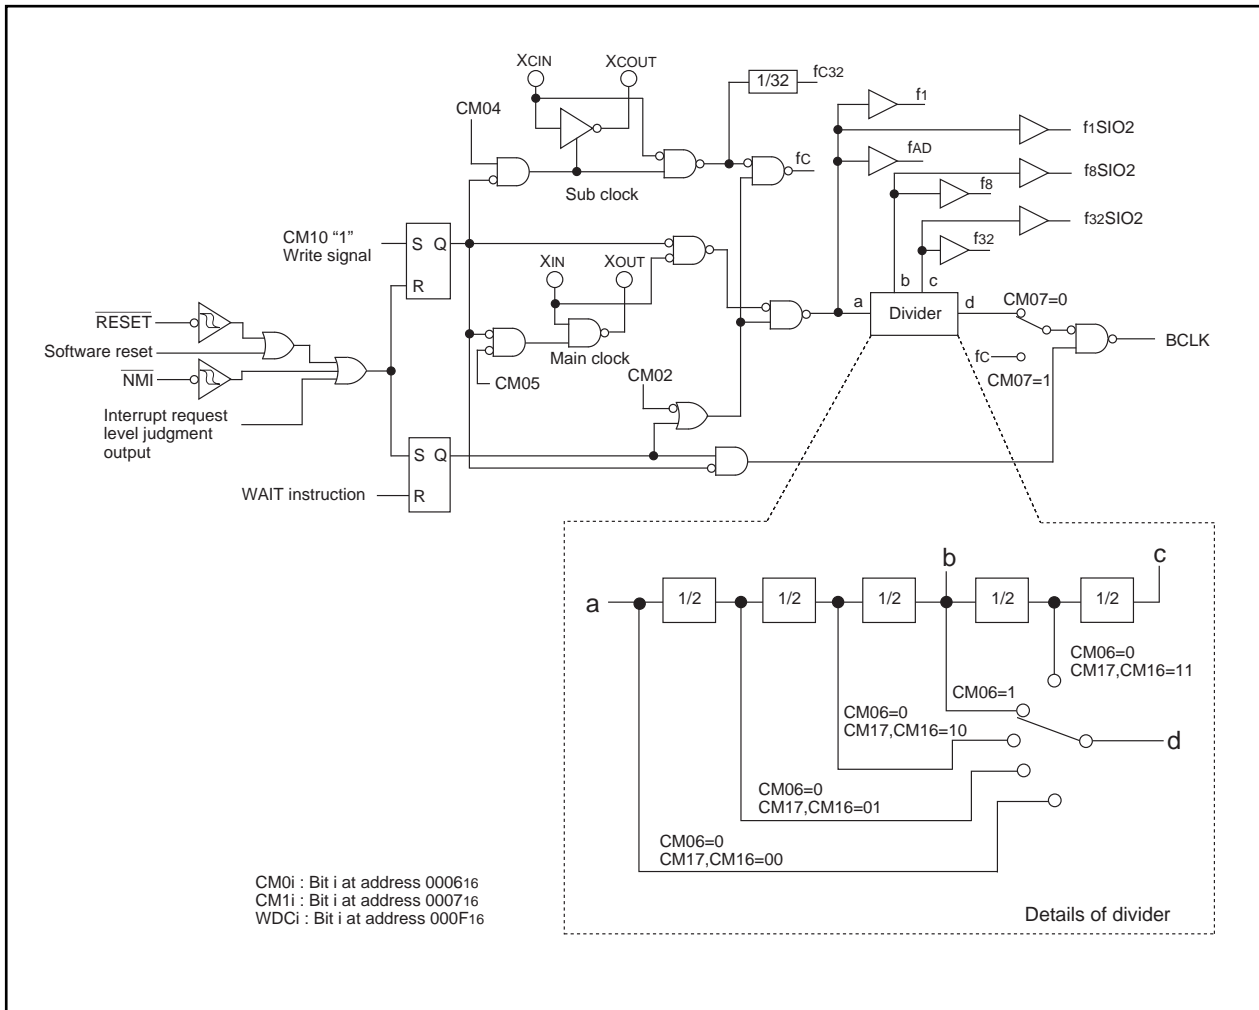 XCIN
XCOUT
1/32
fC32
f1
CM04
f1SIO2
fAD
fC
f8SIO2
Sub clock
f8
f32SIO2
CM10 “1”
Write signal
S Q
R
f32
XIN
XOUT
b c
a
Divider
d
CM07=0
RESET
BCLK
Software reset
Main clock
fC
CM07=1
NMI
CM05
CM02
Interrupt request
level judgment
output
S Q
R
WAIT instruction
b
c
a
1/2
1/2
1/2
1/2
1/2
CM06=0
CM17,CM16=11
CM06=1
CM06=0
CM17,CM16=10
d
CM06=0
CM17,CM16=01
CM06=0
CM17,CM16=00
CM0i : Bit i at address 000616
CM1i : Bit i at address 000716
WDCi : Bit i at address 000F16
Details of divider